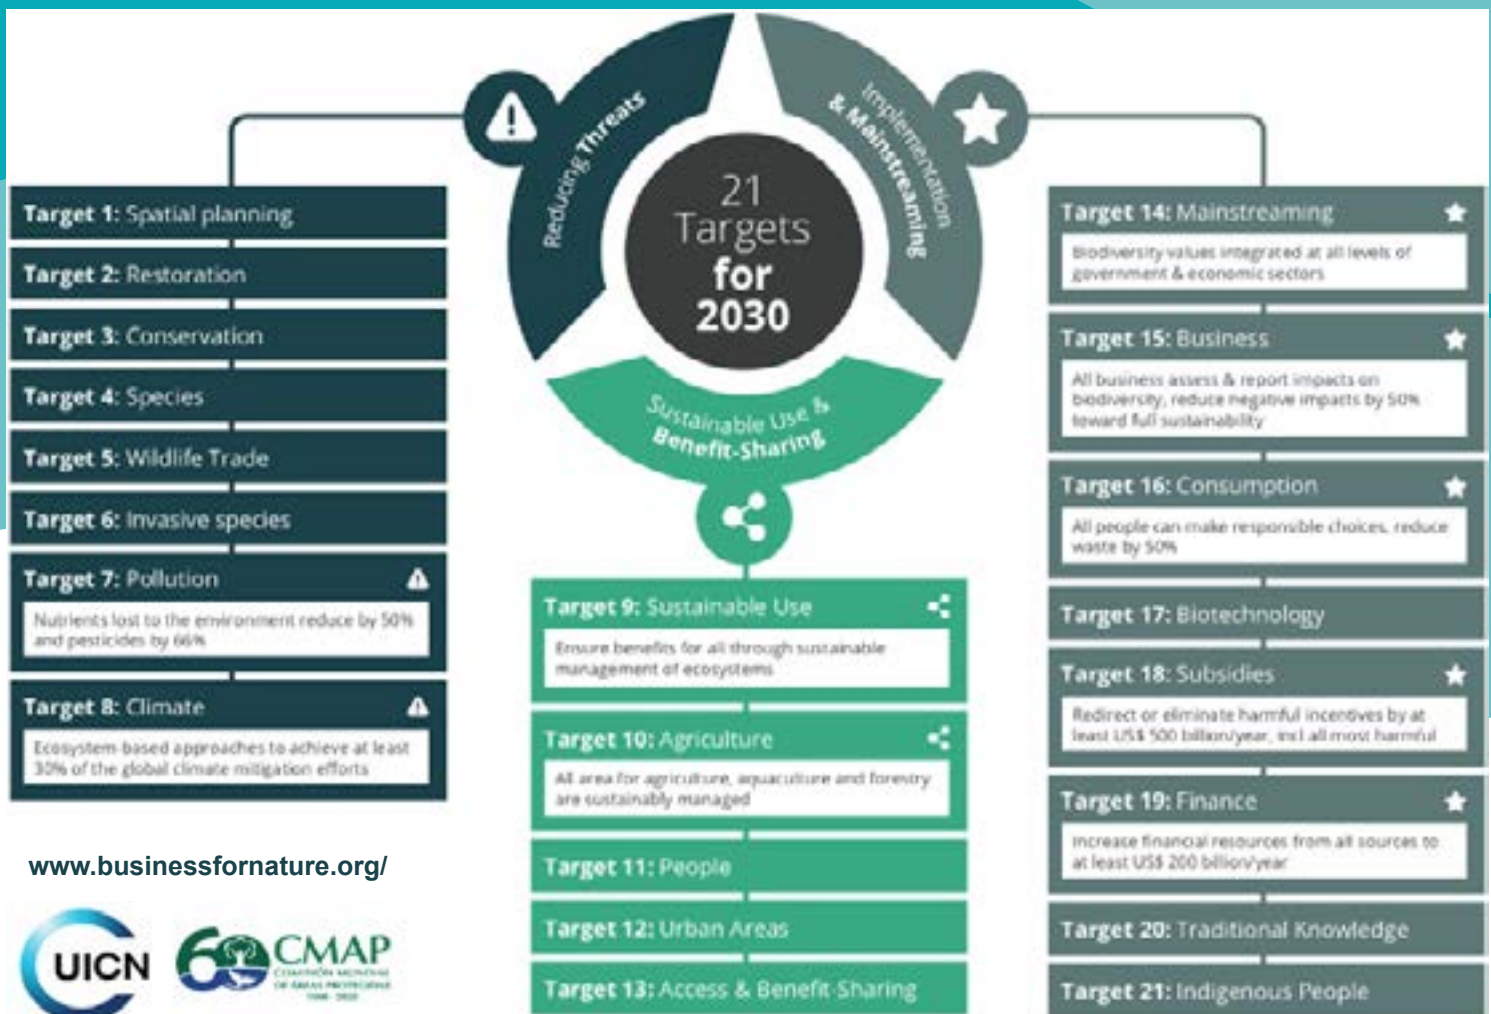 Reducing Threats
Implementation
& Mainstreaming
21
Targets
for
2030
Sustainable Use &
Benefit-Sharing
Target 1: Spatial planning
Target 2: Restoration
Target 3: Conservation
Target 4: Species
Target 5: Wildlife Trade
Target 6: Invasive species
Target 7: Pollution
Nutrients lost to the environment reduce by 50%
and pesticides by 66%
Target 8: Climate
Ecosystem-based approaches to achieve at least
30% of the global climate mitigation efforts
Target 9: Sustainable Use
Ensure benefits for all through sustainable
management of ecosystems
Target 10: Agriculture
All area for agriculture, aquaculture and forestry
are sustainably managed
Target 11: People
Target 12: Urban Areas
Target 13: Access & Benefit-Sharing
Target 14: Mainstreaming
Biodiversity values integrated at all levels of
government & economic sectors
Target 15: Business
All business assess & report impacts on
biodiversity, reduce negative impacts by 50%
toward full sustainability
Target 16: Consumption
All people can make responsible choices, reduce
waste by 50%
Target 17: Biotechnology
Target 18: Subsidies
Redirect or eliminate harmful incentives by at
least US$ 500 billion/year, incl all most harmful
Target 19: Finance
Increase financial resources from all sources to
at least US$ 200 billion/year
Target 20: Traditional Knowledge
Target 21: Indigenous People
www.businessfornature.org/
UICN
60 CMAP
COMISIÓN MUNDIAL
DE ÁREAS PROTEGIDAS